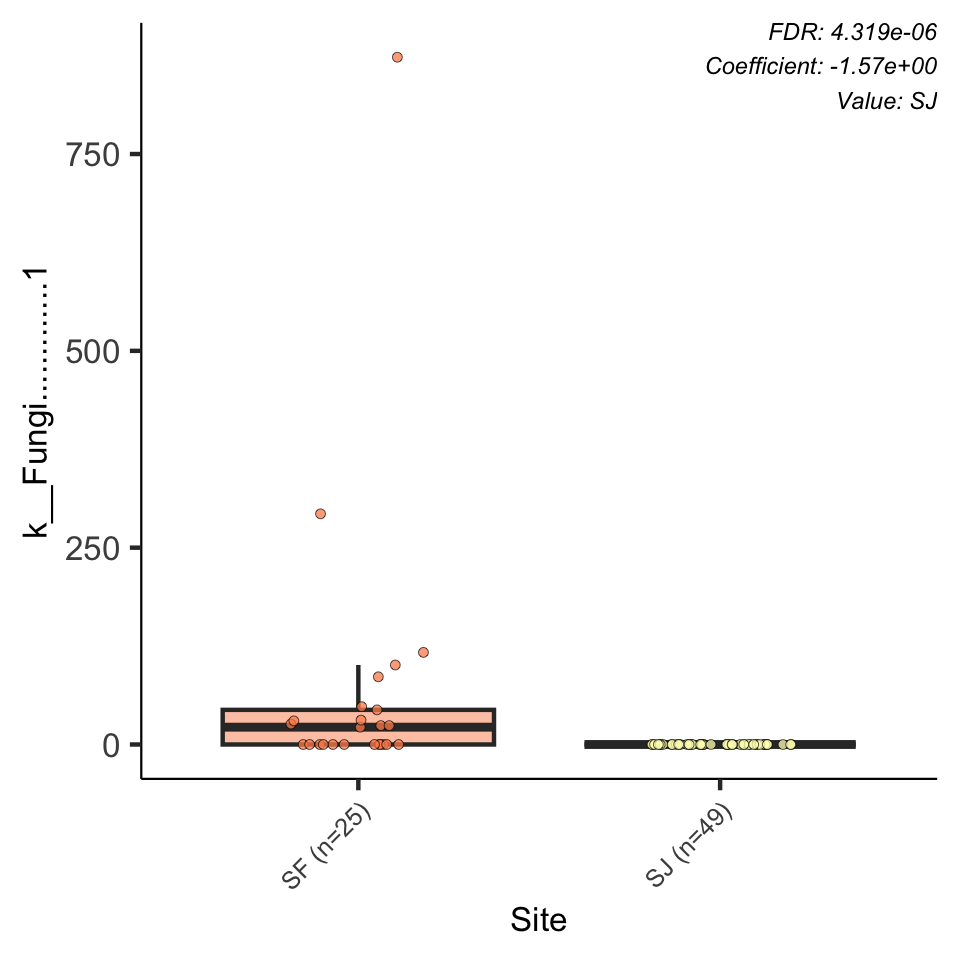 FDR: 4.319e-06
Coefficient: -1.57e+00
Value: SJ
750
500
250
0
k__Fungi.............1
SF (n=25)
SJ (n=49)
Site